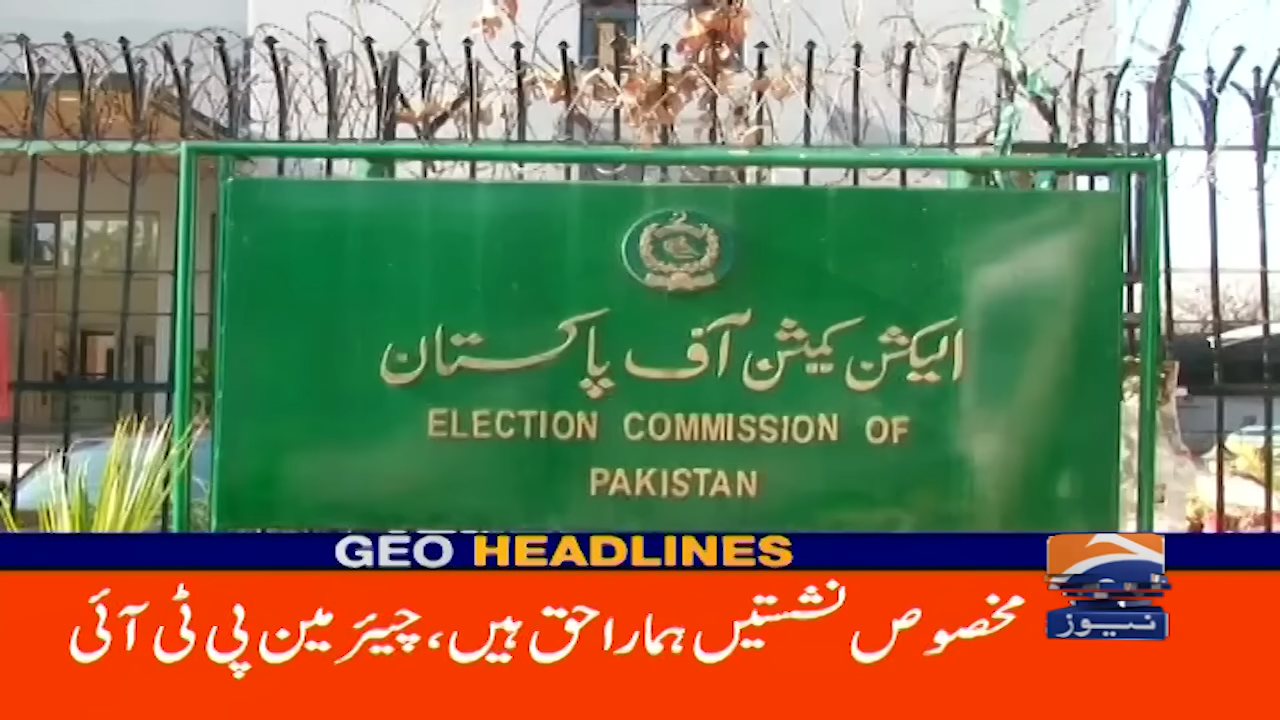 الیکشن کمیشن آف پاکستان
ELECTION COMMISSION OF
PAKISTAN
GEO HEADLINES
مخصوص نشستیں ہمارا حق ہیں، چیئرمین پی ٹی آئی
نیوز